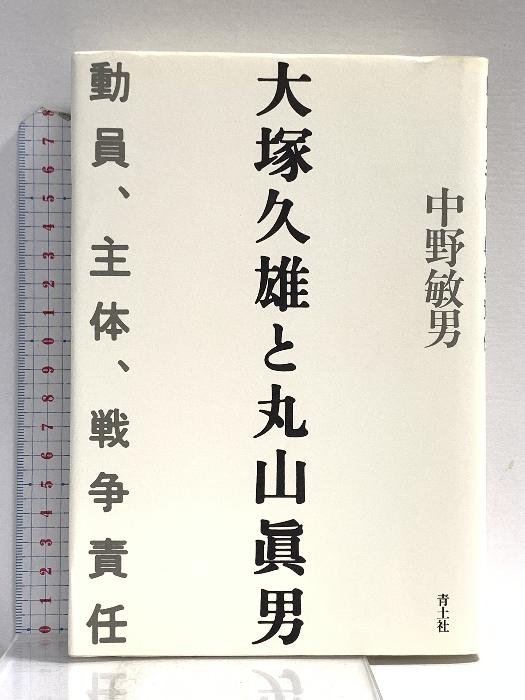 中野敏男
大塚久雄と丸山眞男
動員、主体、戦争責任
青土社